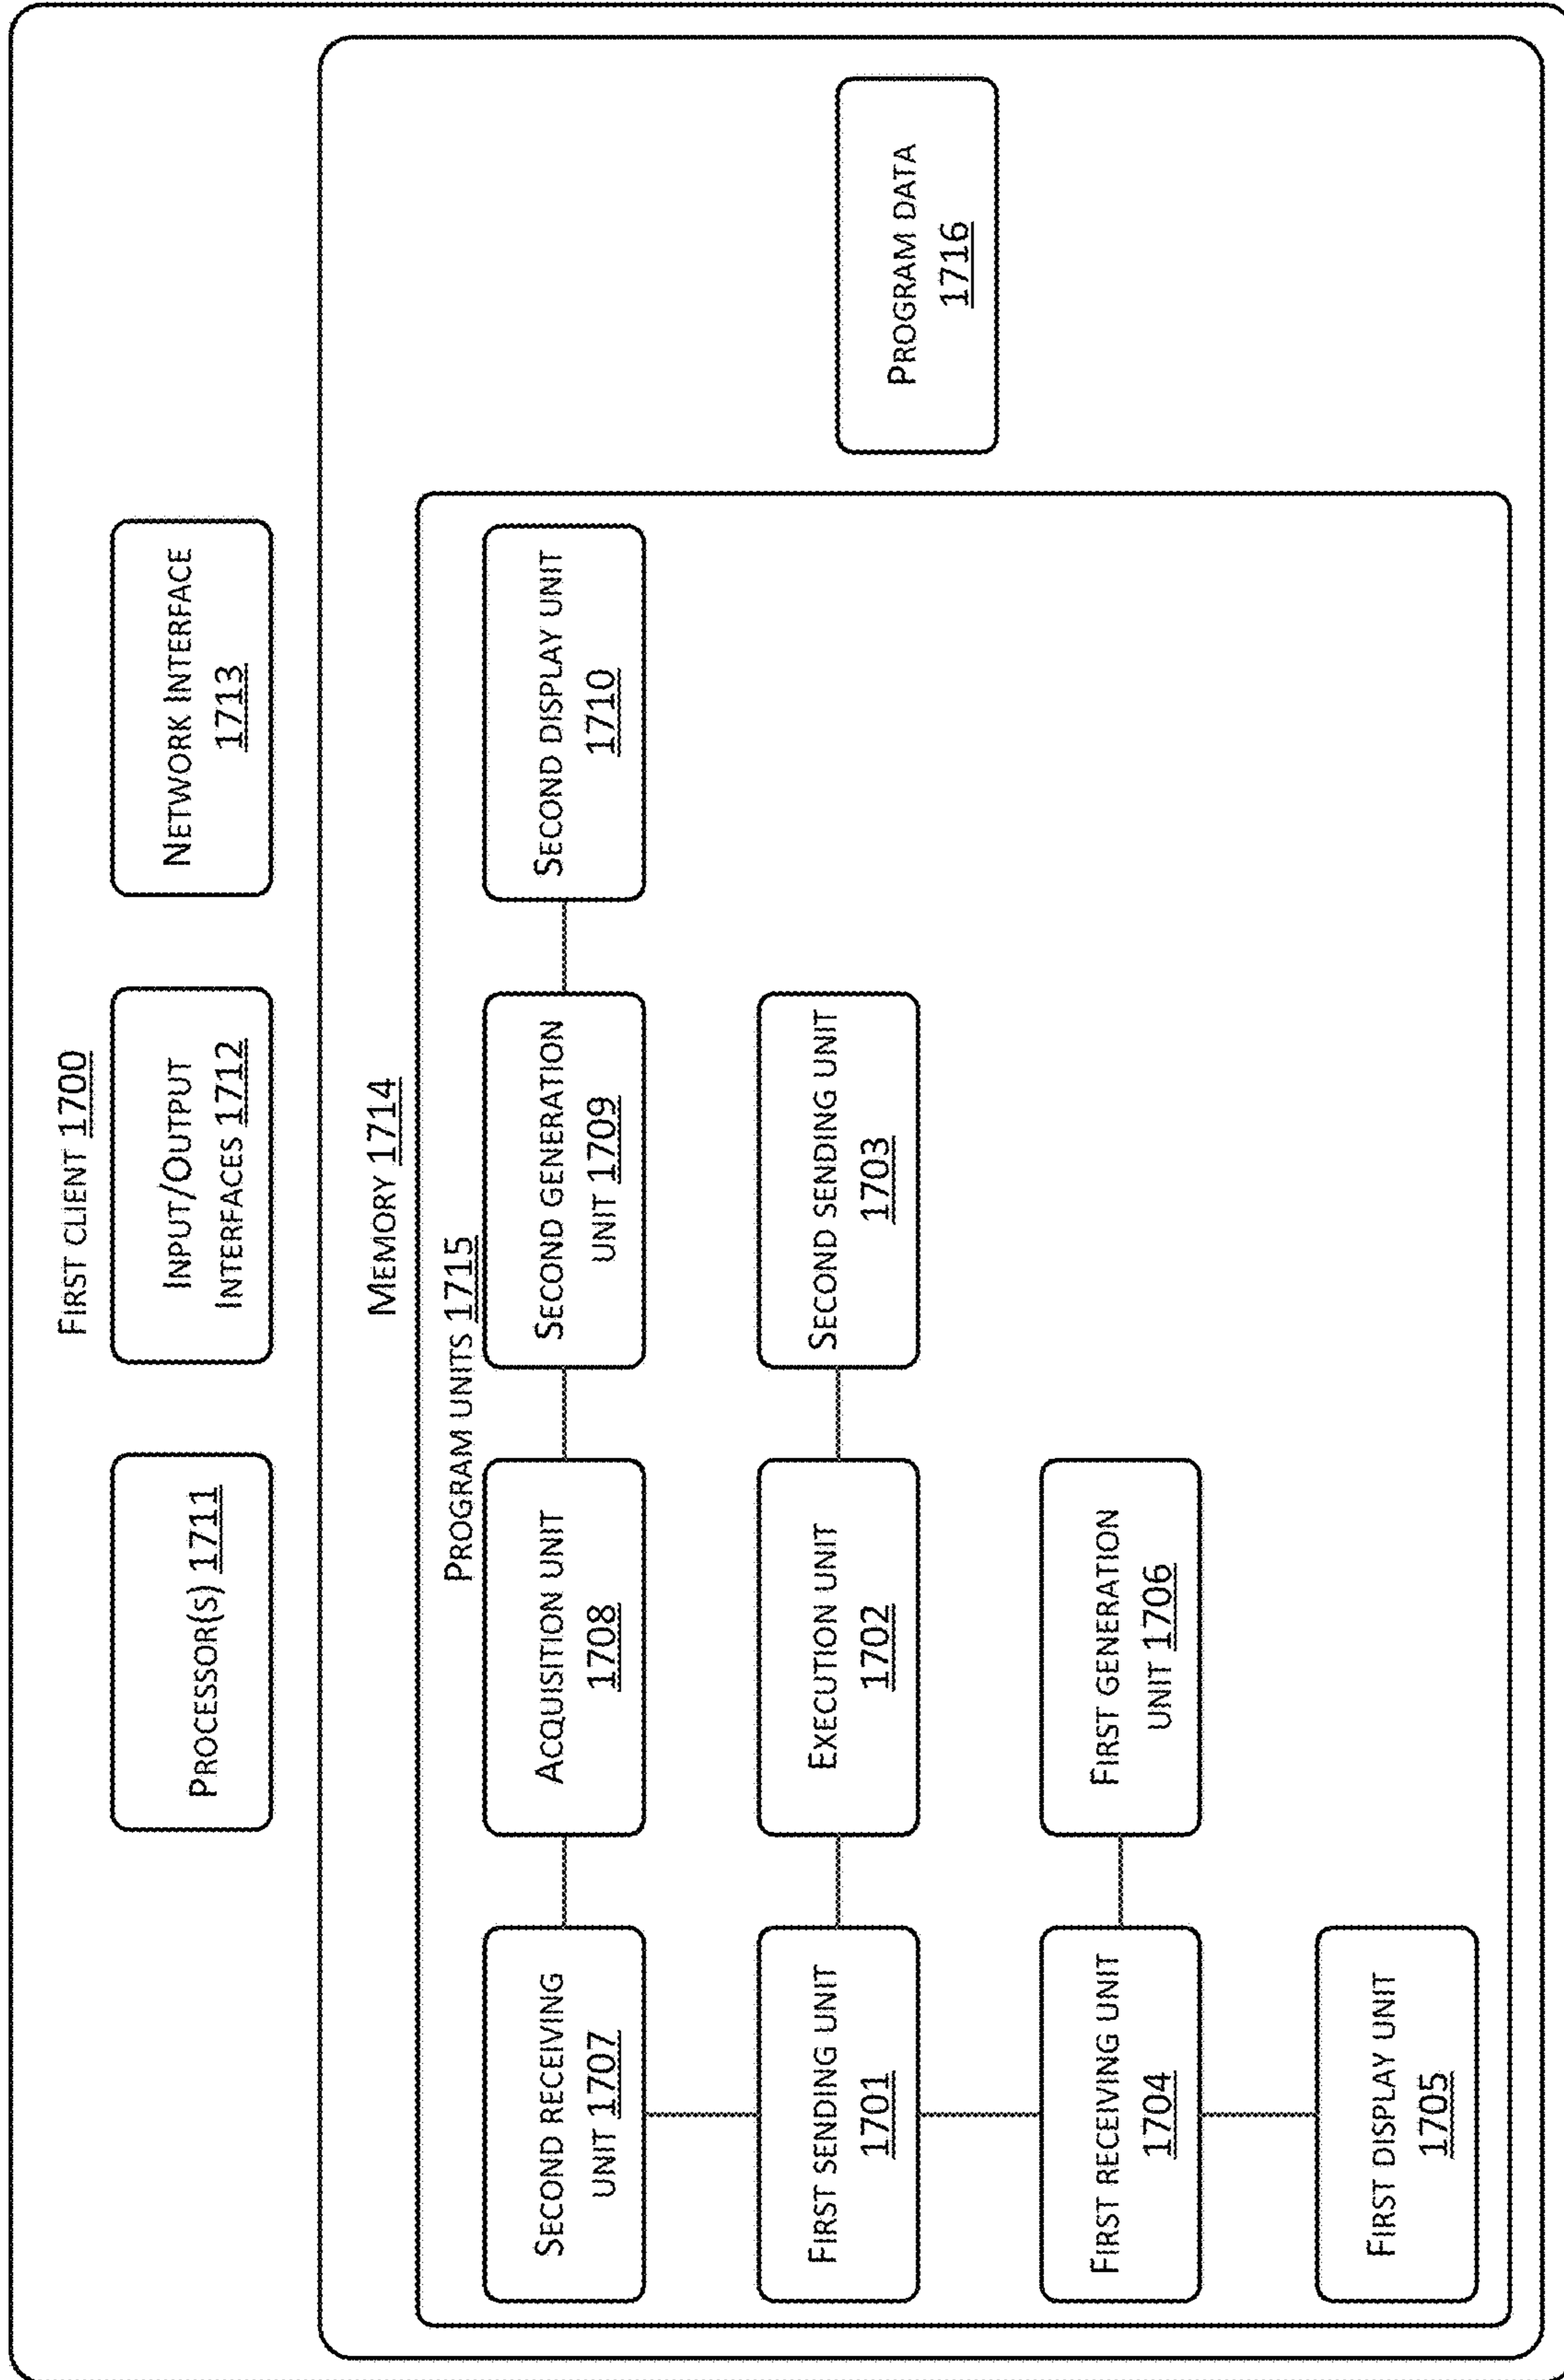 FIRST CLIENT 1700
PROCESSOR(S) 1711
INPUT/OUTPUT
INTERFACES 1712
NETWORK INTERFACE
1713
MEMORY 1714
PROGRAM UNITS 1715
SECOND RECEIVING
UNIT 1707
ACQUISITION UNIT
1708
SECOND GENERATION
UNIT 1709
SECOND DISPLAY UNIT
1710
FIRST SENDING UNIT
1701
EXECUTION UNIT
1702
SECOND SENDING UNIT
1703
FIRST RECEIVING UNIT
1704
FIRST GENERATION
UNIT 1706
FIRST DISPLAY UNIT
1705
PROGRAM DATA
1716